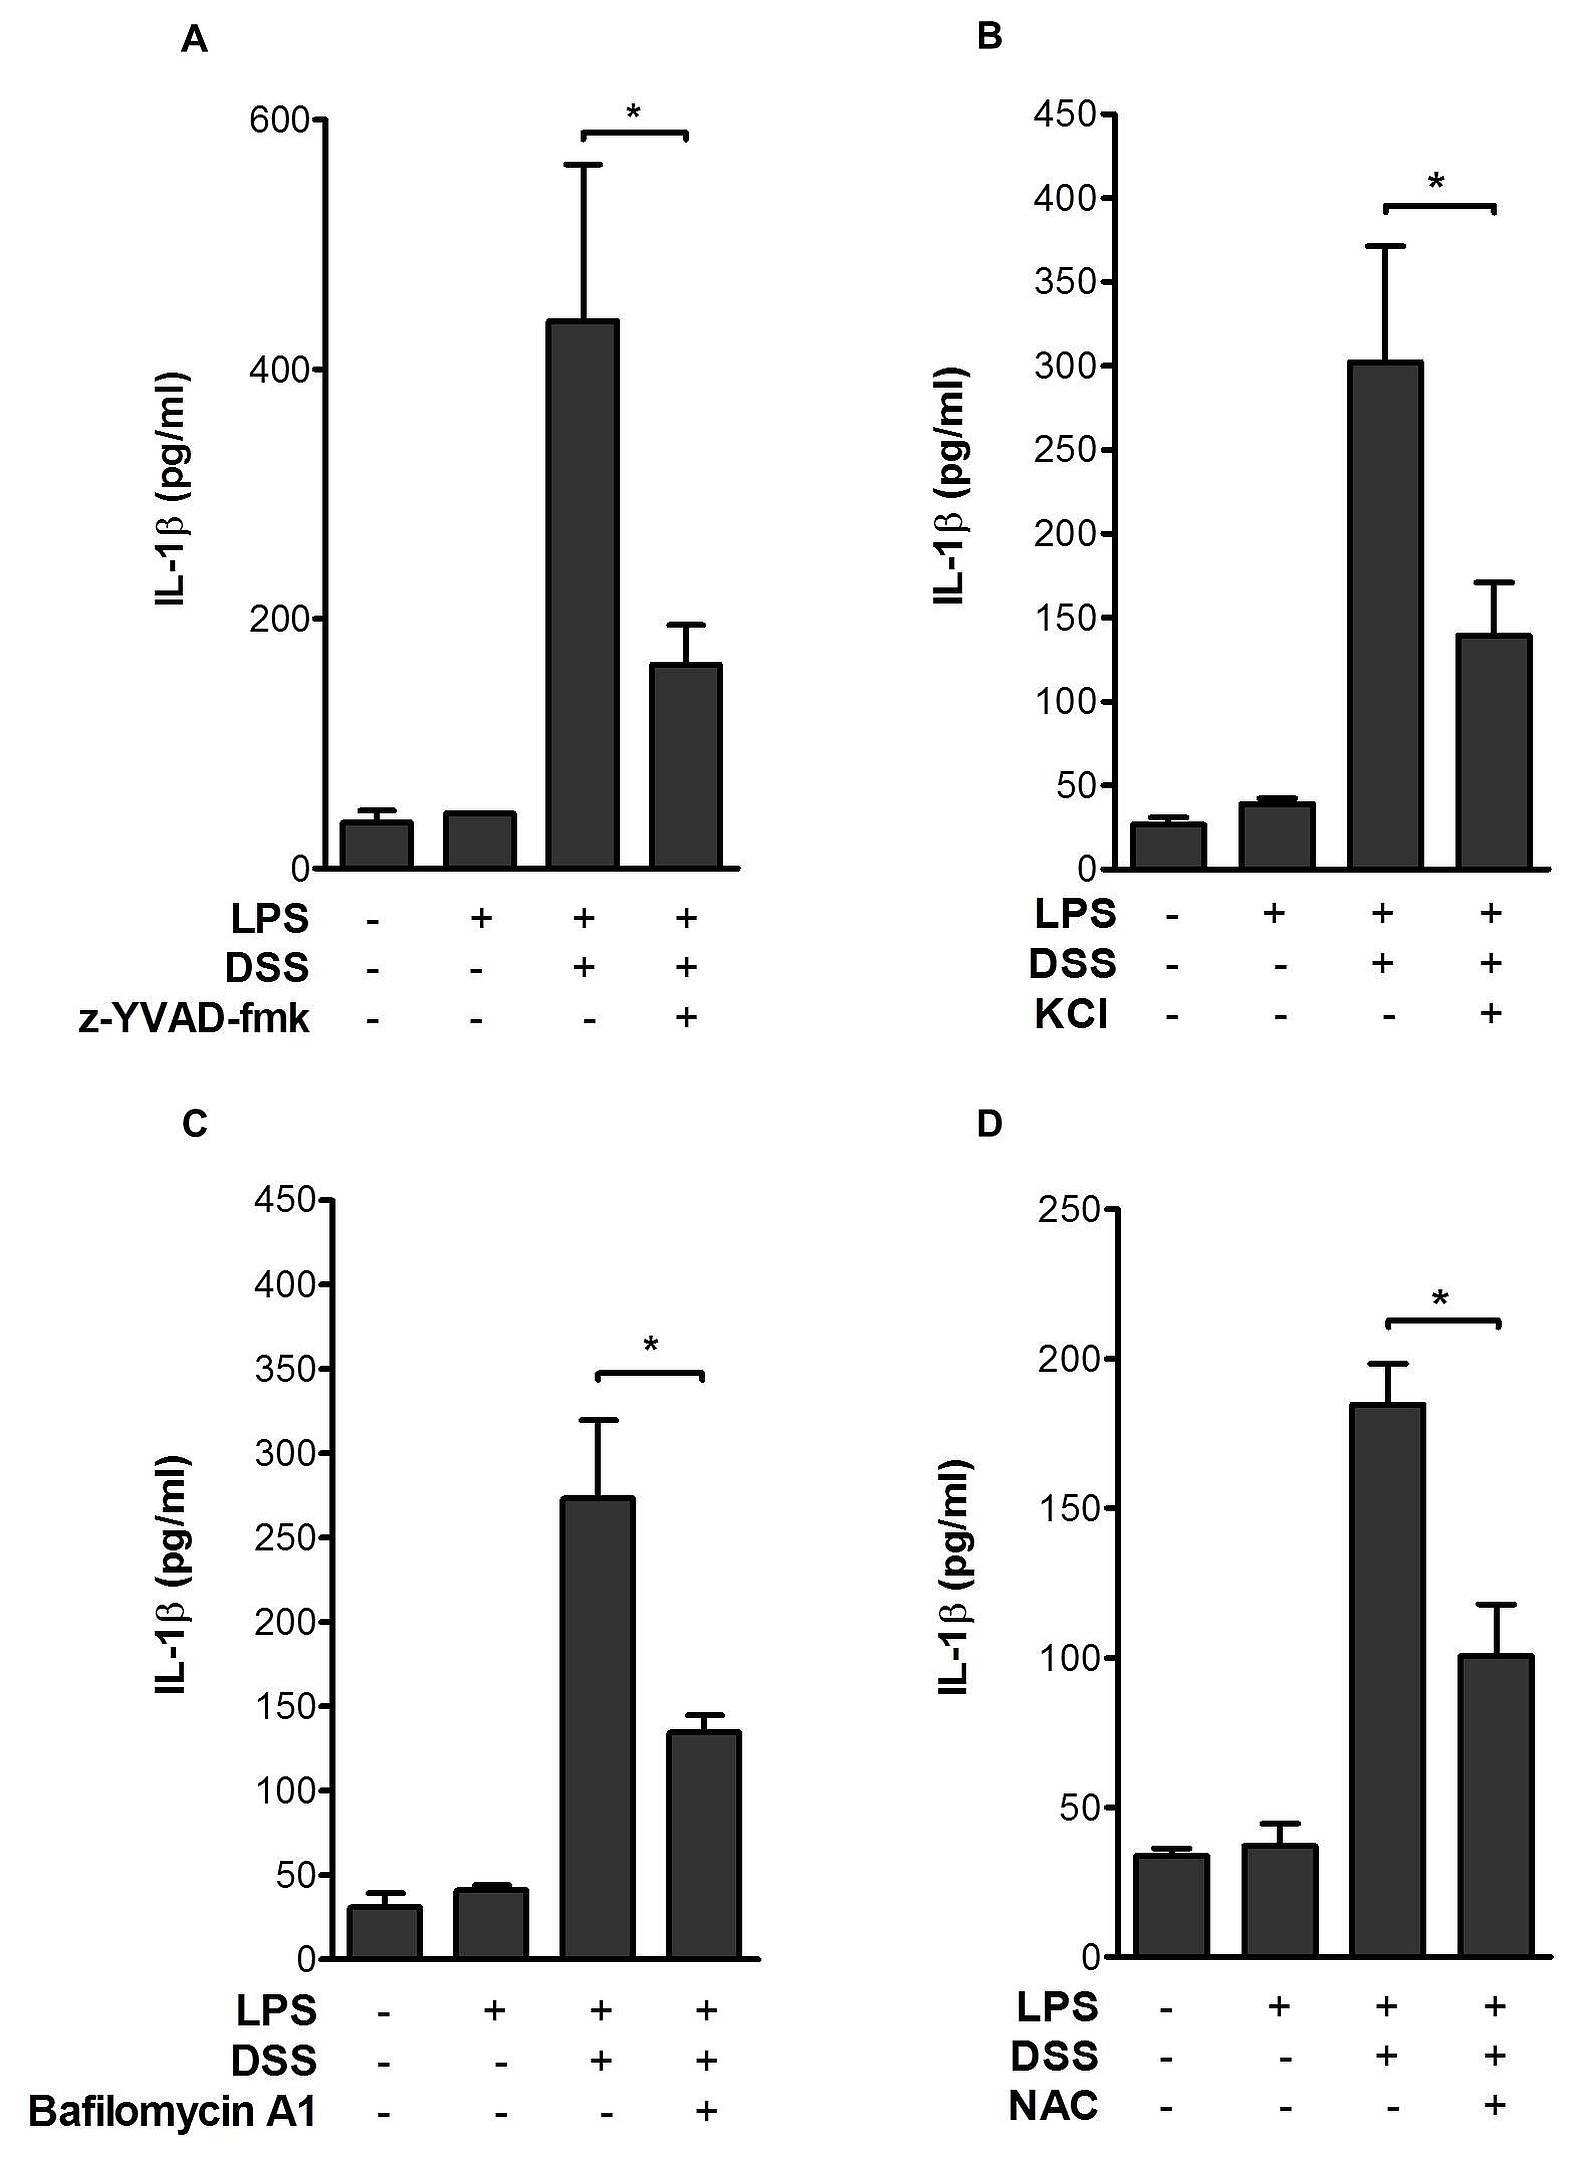 A
600
400
200
0
IL-1β (pg/ml)
*
LPS - + + +
DSS - - + +
z-YVAD-fmk - - - +
B
450
400
350
300
250
200
150
100
50
0
IL-1β (pg/ml)
*
LPS - + + +
DSS - - + +
KCl - - - +
C
450
400
350
300
250
200
150
100
50
0
IL-1β (pg/ml)
*
LPS - + + +
DSS - - + +
Bafilomycin A1 - - - +
D
250
200
150
100
50
0
IL-1β (pg/ml)
*
LPS - + + +
DSS - - + +
NAC - - - +